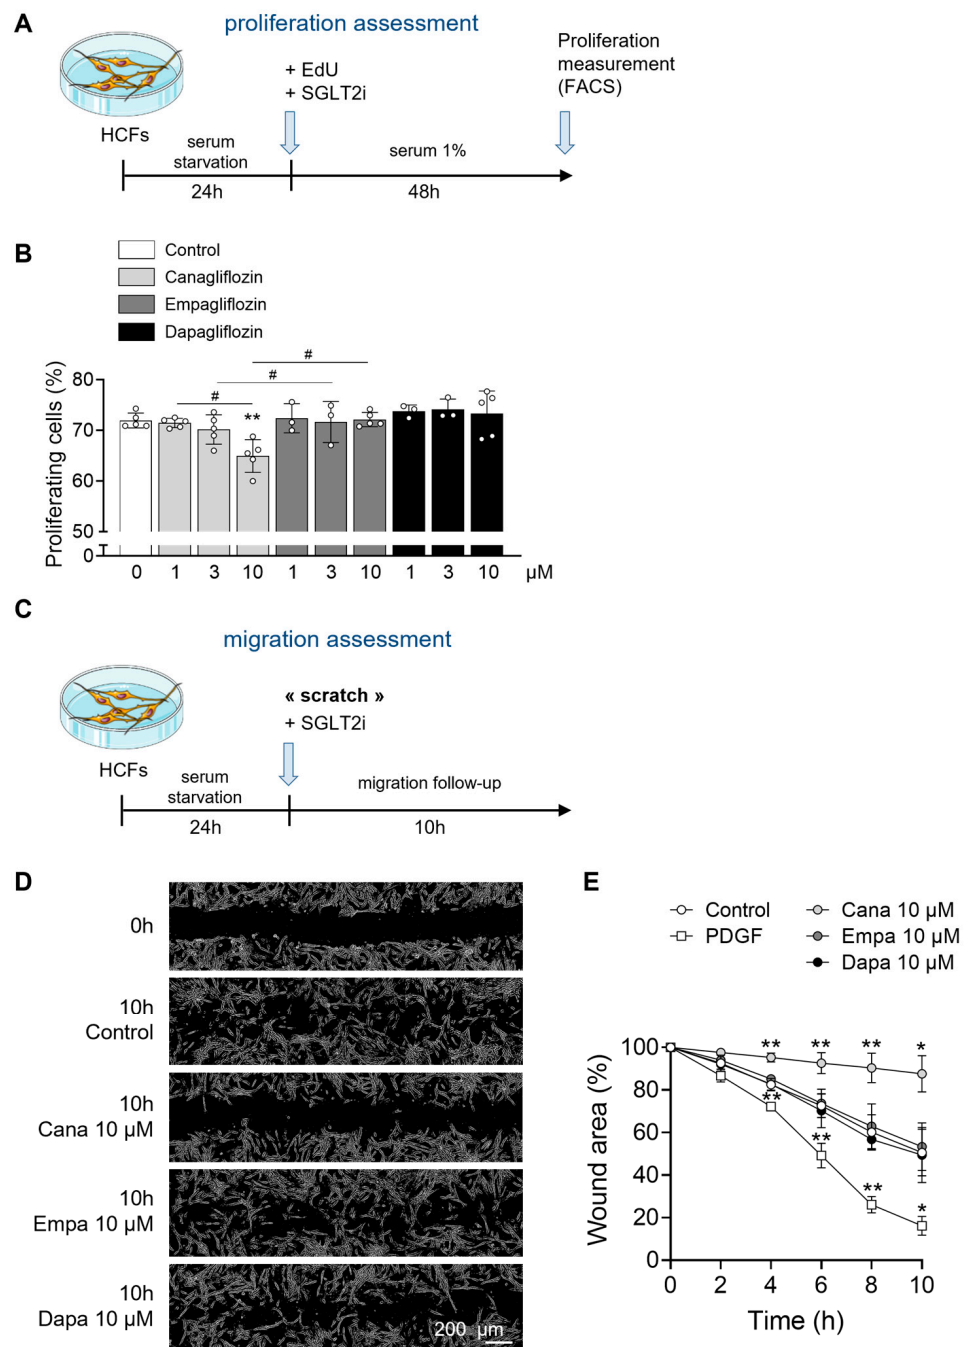 A
proliferation assessment
+ EdU
+ SGLT2i
Proliferation
measurement
(FACS)
HCFs
serum
starvation
serum 1%
24h
48h
B
Control
Canagliflozin
Empagliflozin
Dapagliflozin
Proliferating cells (%)
80
70
60
50
0
#
#
#
**
0 1 3 10 1 3 10 1 3 10 µM
C
migration assessment
« scratch »
+ SGLT2i
HCFs
serum
starvation
migration follow-up
24h
10h
D
0h
10h
Control
10h
Cana 10 µM
10h
Empa 10 µM
10h
Dapa 10 µM
200 µm
E
Control
PDGF
Cana 10 µM
Empa 10 µM
Dapa 10 µM
Wound area (%)
100
80
60
40
20
0
** ** ** *
**
**
**
*
0 2 4 6 8 10
Time (h)